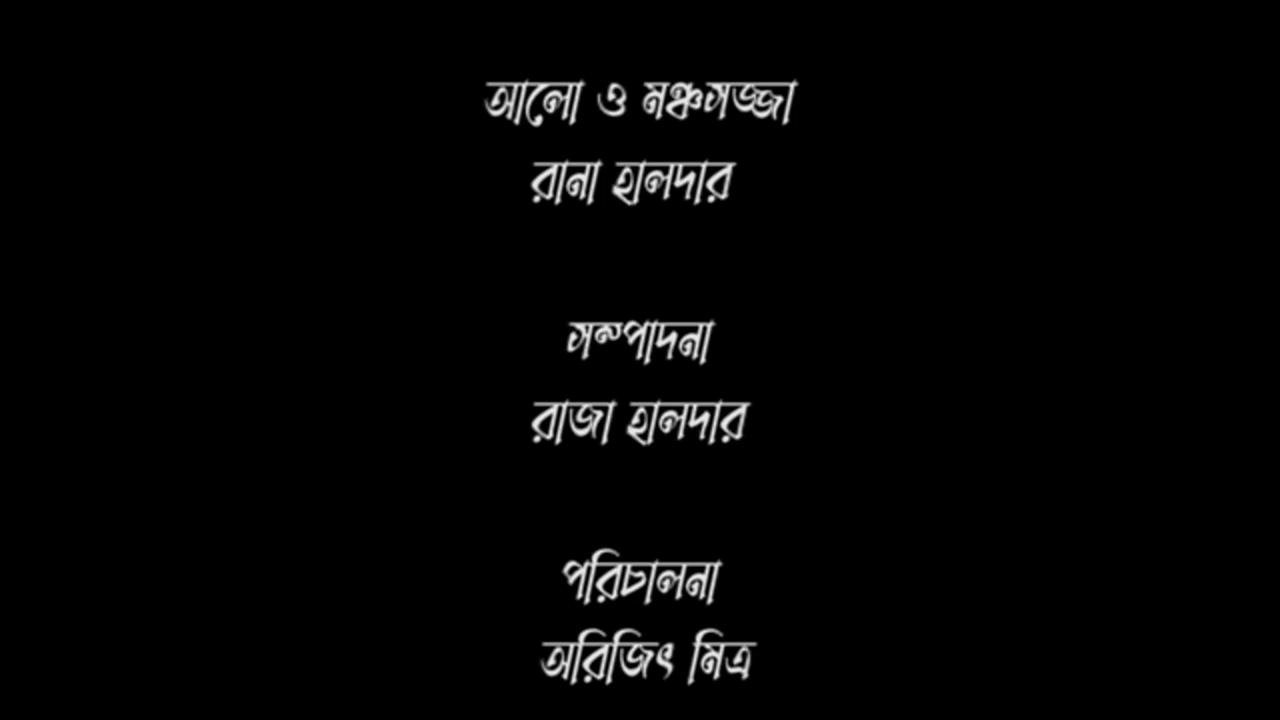 আলো ও মঞ্চসজ্জা
রানা হালদার
সম্পাদনা
রাজা হালদার
পরিচালনা
অরিজিৎ মিত্র